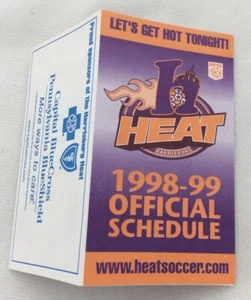 LET'S GET HOT TONIGHT!
HEAT
HARRISBURG
1998-99
OFFICIAL
SCHEDULE
www.heatsoccer.com
Proud sponsors of the Harrisburg Heat
Capital BlueCross
Pennsylvania BlueShield
More ways to care.